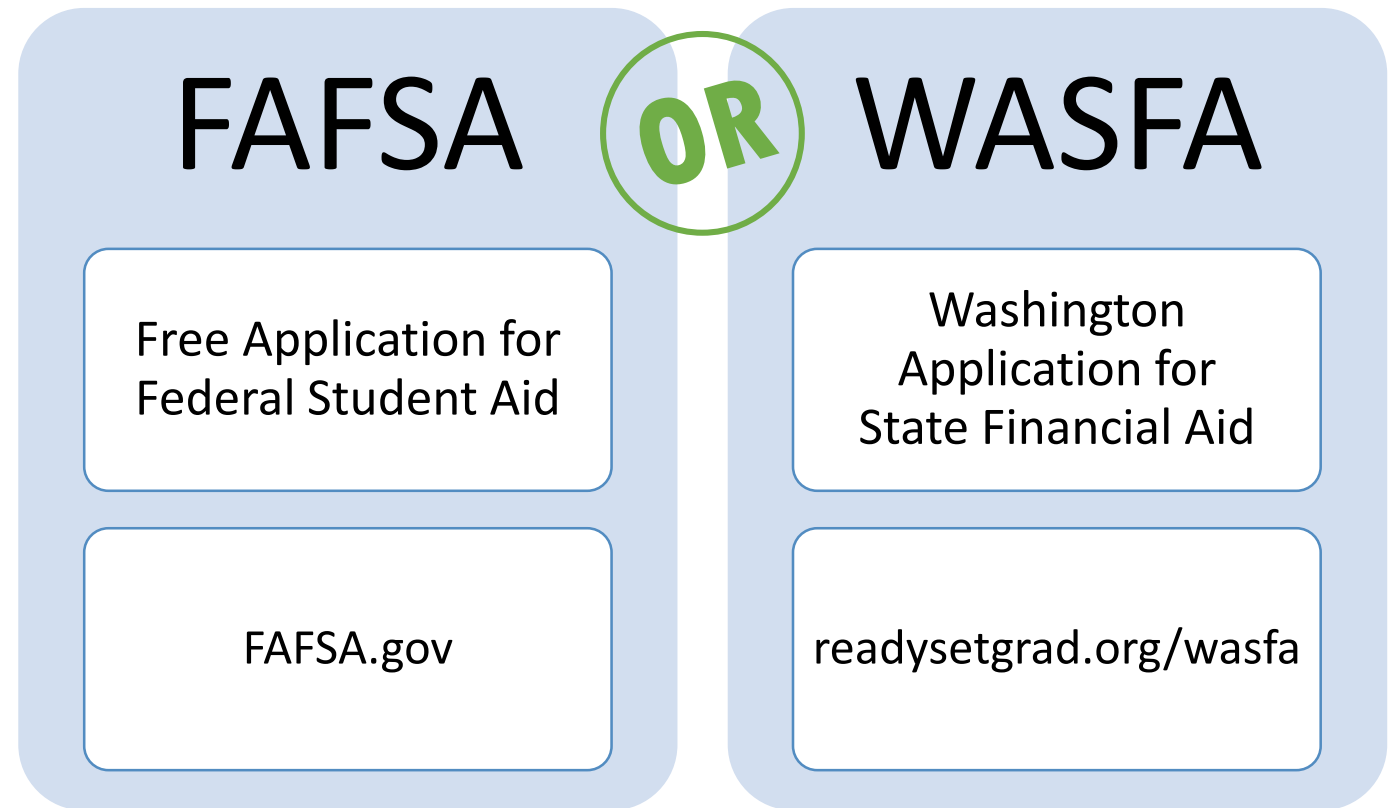 FAFSA
OR
WASFA
Free Application for
Federal Student Aid
Washington
Application for
State Financial Aid
FAFSA.gov
readysetgrad.org/wasfa